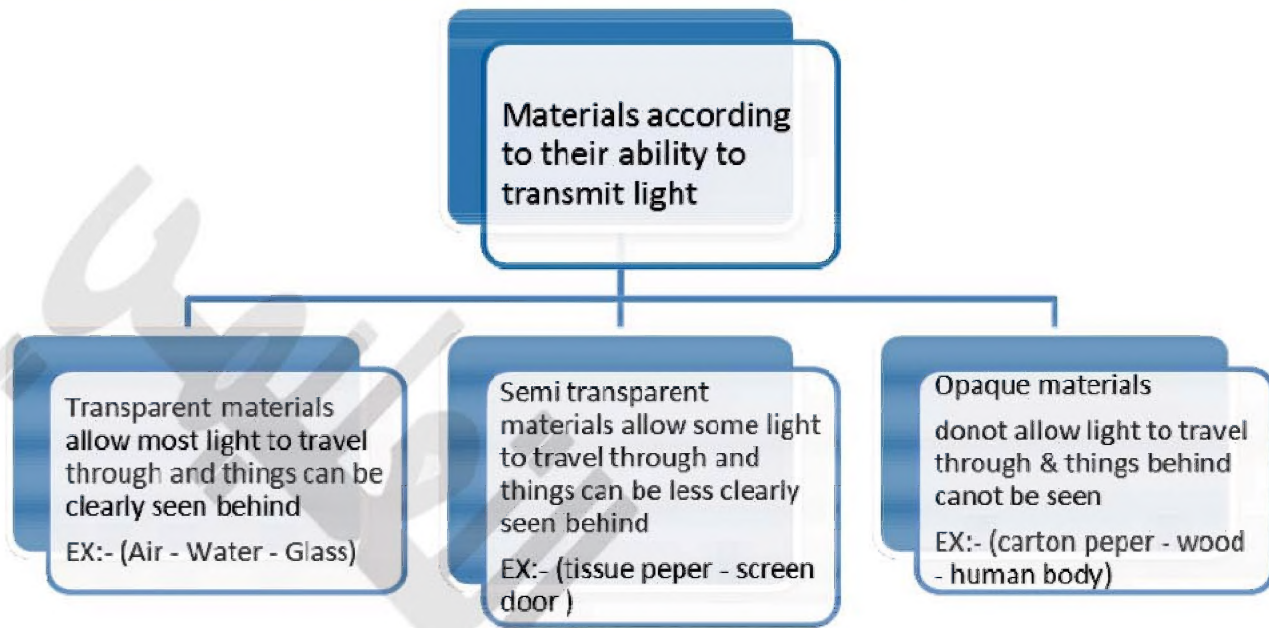 Materials according
to their ability to
transmit light
Transparent materials
allow most light to travel
through and things can be
clearly seen behind
EX:- (Air - Water - Glass)
Semi transparent
materials allow some light
to travel through and
things can be less clearly
seen behind
EX:- (tissue peper - screen
door )
Opaque materials
donot allow light to travel
through & things behind
canot be seen
EX:- (carton peper - wood
- human body)